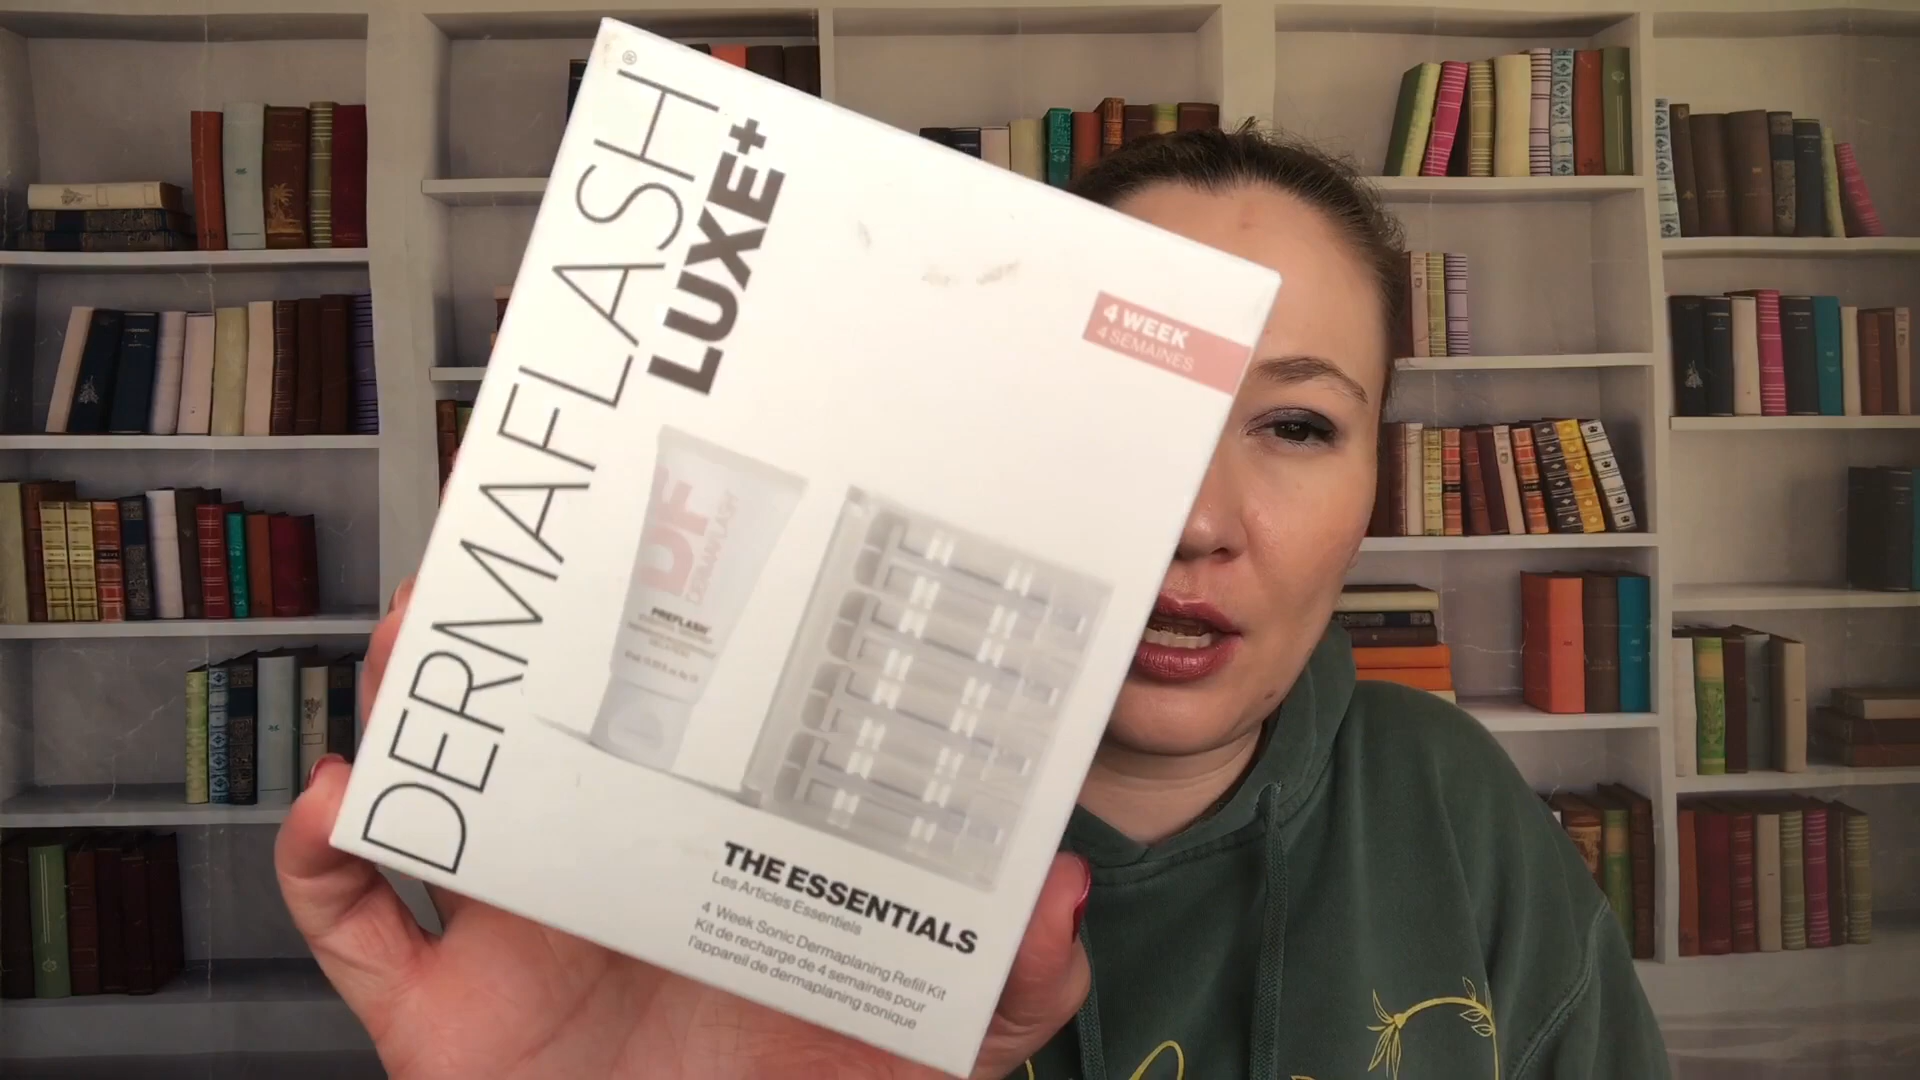 DERMAFLASH®
LUXE+
4 WEEK
4 SEMAINES
DF
DERMAFLASH
PREFLASH
THE ESSENTIALS
Les Articles Essentiels
4 Week Sonic Dermaplaning Refill Kit
Kit de recharge de 4 semaines pour
l'appareil de dermaplaning sonique